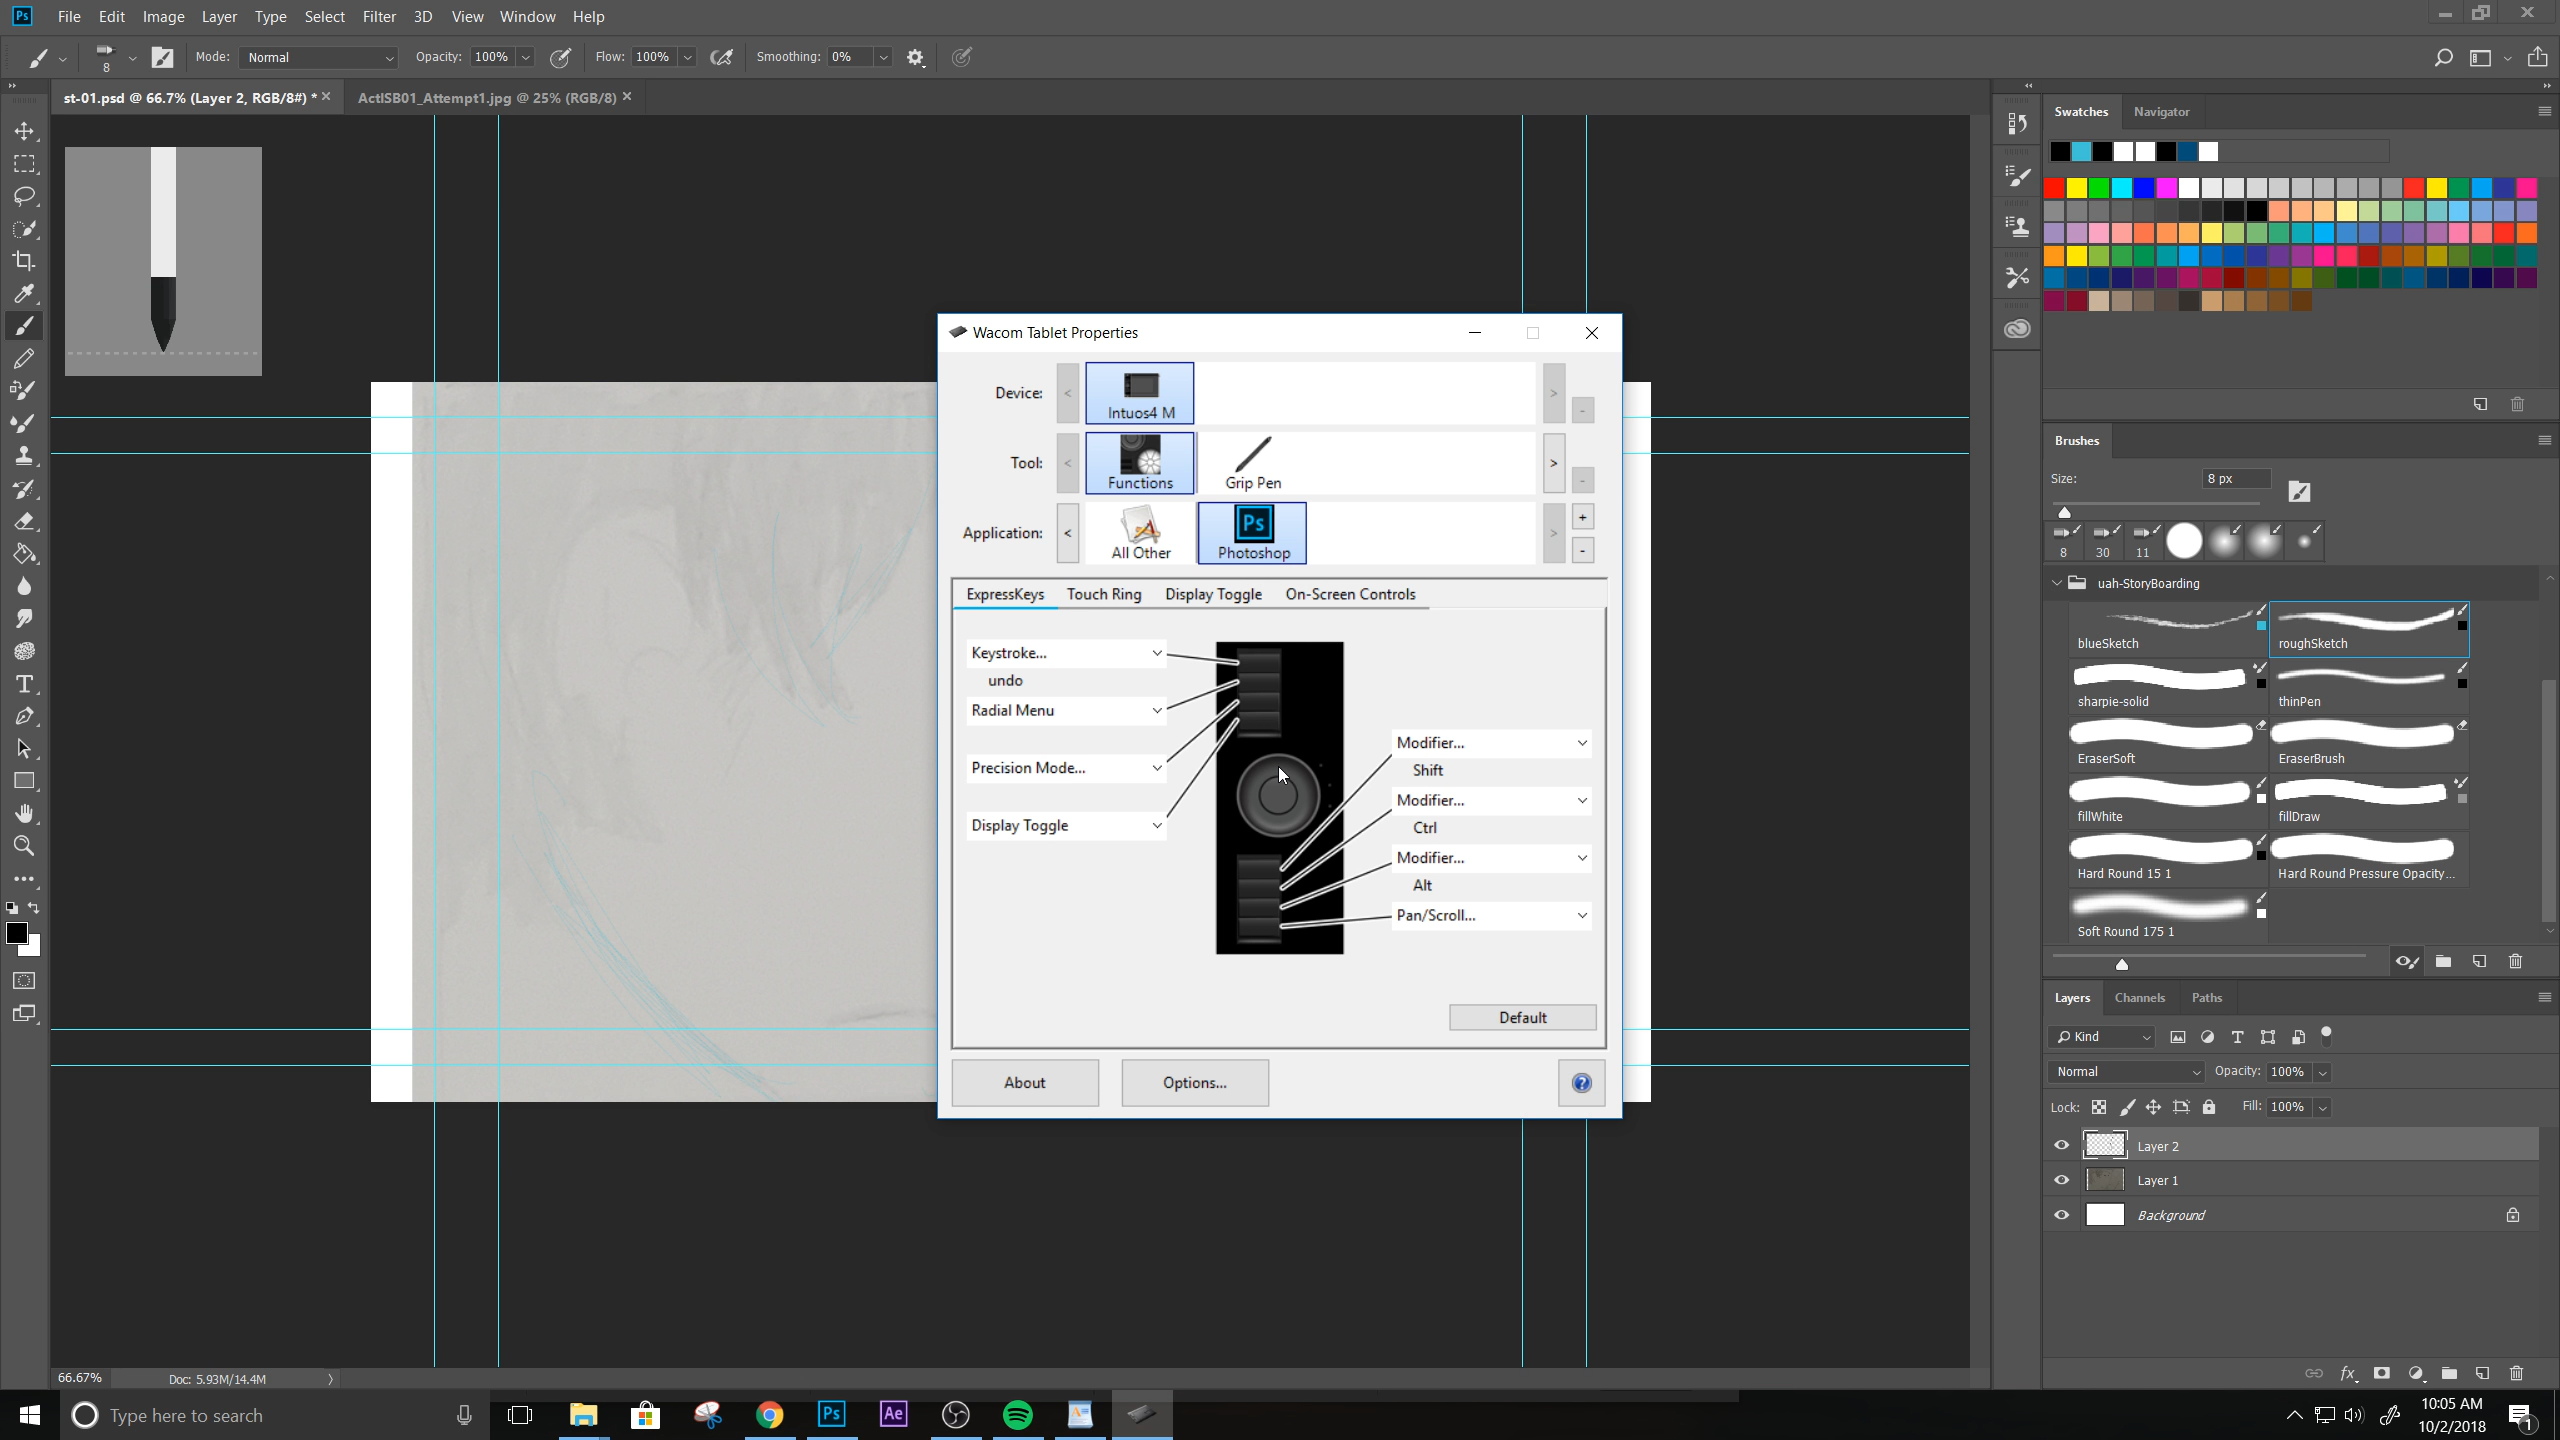 Ps File Edit Image Layer Type Select Filter 3D View Window Help
8 Mode: Normal Opacity: 100% Flow: 100% Smoothing: 0%
st-01.psd @ 66.7% (Layer 2, RGB/8#) * ActISB01_Attempt1.jpg @ 25% (RGB/8)
Swatches Navigator
Wacom Tablet Properties
Device: < Intuos4 M > -
Tool: < Functions Grip Pen > -
Application: < All Other Ps Photoshop > + -
ExpressKeys Touch Ring Display Toggle On-Screen Controls
Keystroke...
undo
Radial Menu
Precision Mode...
Display Toggle
Modifier...
Shift
Modifier...
Ctrl
Modifier...
Alt
Pan/Scroll...
Default
About Options... ?
Brushes
Size: 8 px
8 30 11
uah-StoryBoarding
blueSketch roughSketch
sharpie-solid thinPen
EraserSoft EraserBrush
fillWhite fillDraw
Hard Round 15 1 Hard Round Pressure Opacity...
Soft Round 175 1
Layers Channels Paths
Kind
Normal Opacity: 100%
Lock: Fill: 100%
Layer 2
Layer 1
Background
fx
66.67% Doc: 5.93M/14.4M
Type here to search Ps Ae
10:05 AM
10/2/2018
1